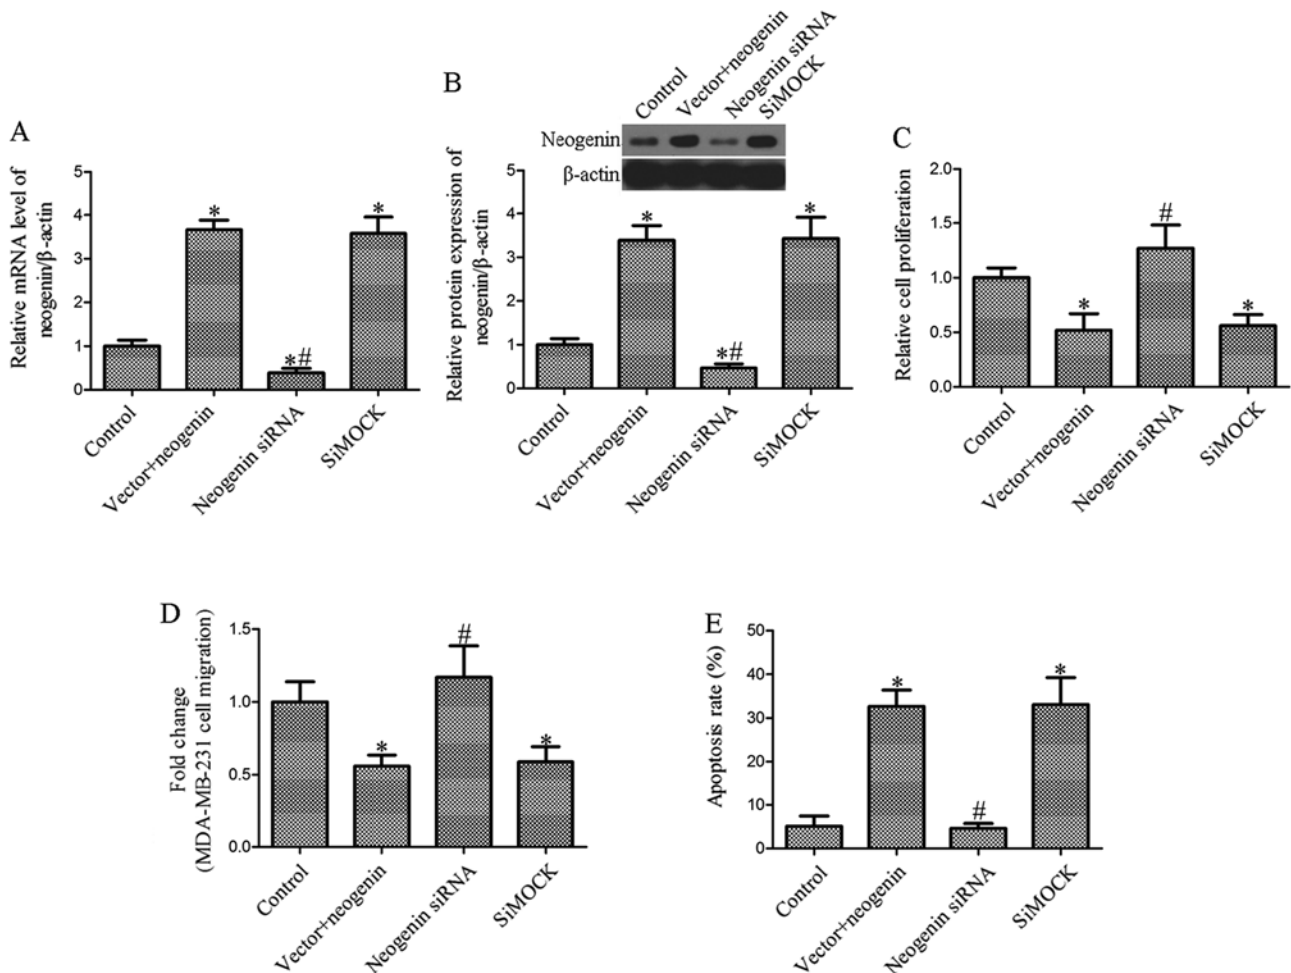 A
Relative mRNA level of
neogenin/β-actin
5
4
3
2
1
0
*
*#
*
Control
Vector+neogenin
Neogenin siRNA
SiMOCK
B
Control
Vector+neogenin
Neogenin siRNA
SiMOCK
Neogenin
β-actin
Relative protein expression of
neogenin/β-actin
5
4
3
2
1
0
*
*#
*
Control
Vector+neogenin
Neogenin siRNA
SiMOCK
C
Relative cell proliferation
2.0
1.5
1.0
0.5
0.0
*
#
*
Control
Vector+neogenin
Neogenin siRNA
SiMOCK
D
Fold change
(MDA-MB-231 cell migration)
1.5
1.0
0.5
0.0
*
#
*
Control
Vector+neogenin
Neogenin siRNA
SiMOCK
E
Apoptosis rate (%)
50
40
30
20
10
0
*
#
*
Control
Vector+neogenin
Neogenin siRNA
SiMOCK